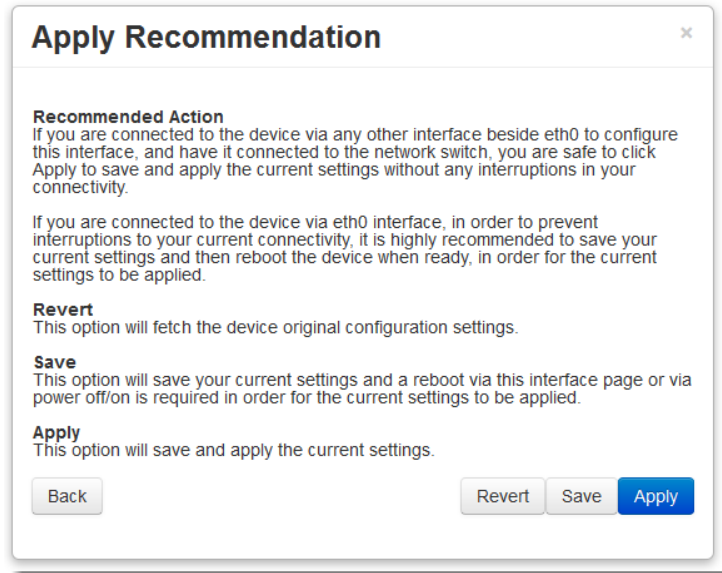 Apply Recommendation
×
Recommended Action
If you are connected to the device via any other interface beside eth0 to configure
this interface, and have it connected to the network switch, you are safe to click
Apply to save and apply the current settings without any interruptions in your
connectivity.
If you are connected to the device via eth0 interface, in order to prevent
interruptions to your current connectivity, it is highly recommended to save your
current settings and then reboot the device when ready, in order for the current
settings to be applied.
Revert
This option will fetch the device original configuration settings.
Save
This option will save your current settings and a reboot via this interface page or via
power off/on is required in order for the current settings to be applied.
Apply
This option will save and apply the current settings.
Back Revert Save Apply